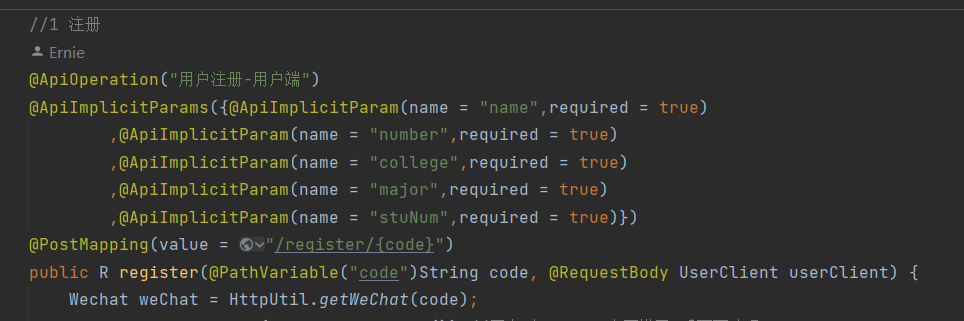 //1 注册
Ernie
@ApiOperation("用户注册-用户端")
@ApiImplicitParams({@ApiImplicitParam(name = "name",required = true)
,@ApiImplicitParam(name = "number",required = true)
,@ApiImplicitParam(name = "college",required = true)
,@ApiImplicitParam(name = "major",required = true)
,@ApiImplicitParam(name = "stuNum",required = true)})
@PostMapping(value = "/register/{code}")
public R register(@PathVariable("code")String code, @RequestBody UserClient userClient) {
Wechat weChat = HttpUtil.getWeChat(code);